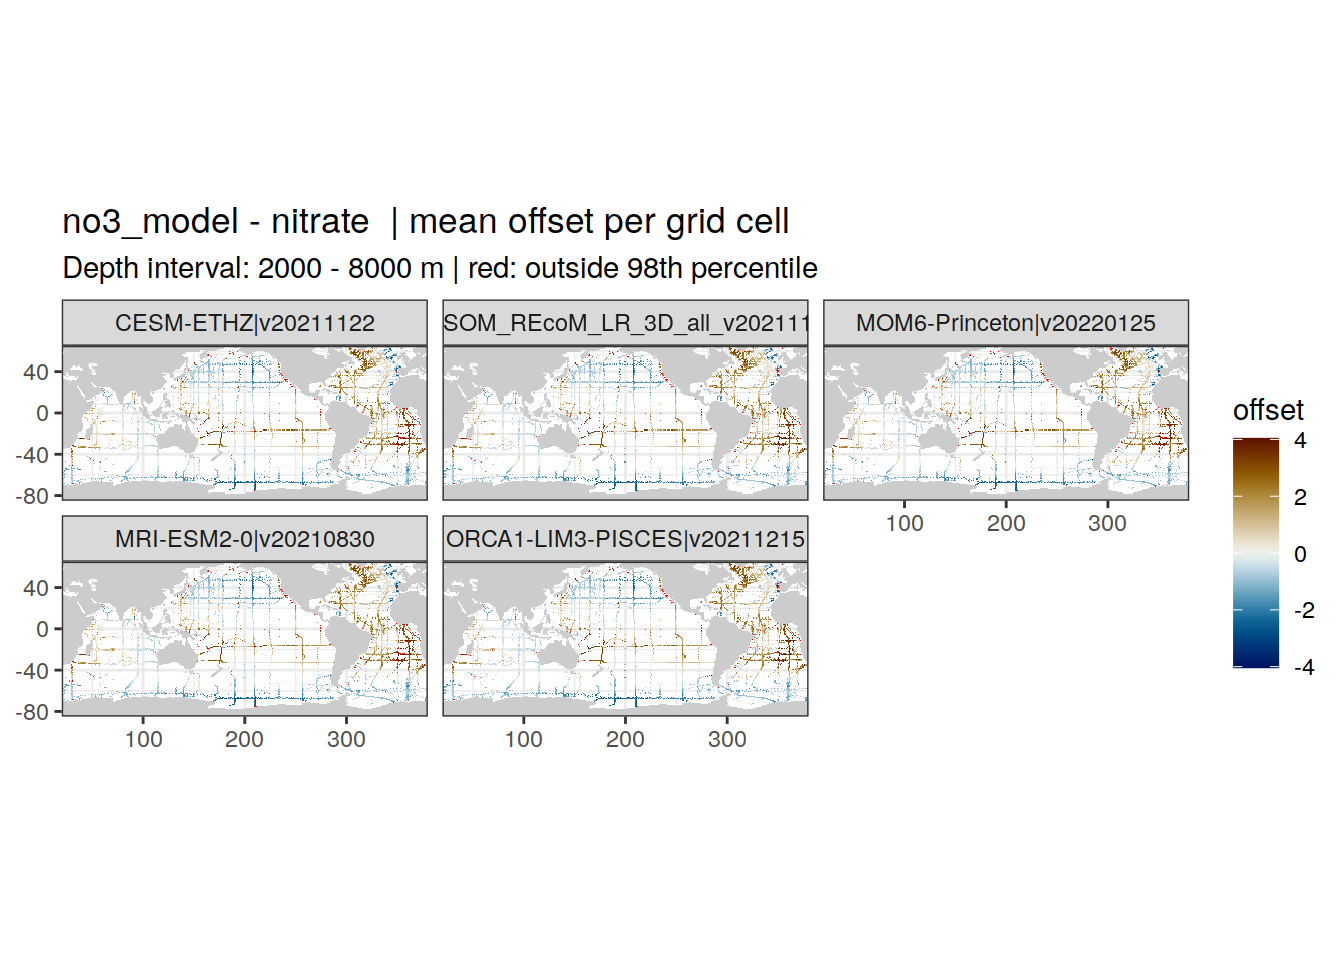 no3_model - nitrate | mean offset per grid cell
Depth interval: 2000 - 8000 m | red: outside 98th percentile
CESM-ETHZ|v20211122
SOM_REcoM_LR_3D_all_v202111
MOM6-Princeton|v20220125
40
0
-40
-80
100 200 300
MRI-ESM2-0|v20210830
ORCA1-LIM3-PISCES|v20211215
40
0
-40
-80
100 200 300
100 200 300
offset
4
2
0
-2
-4